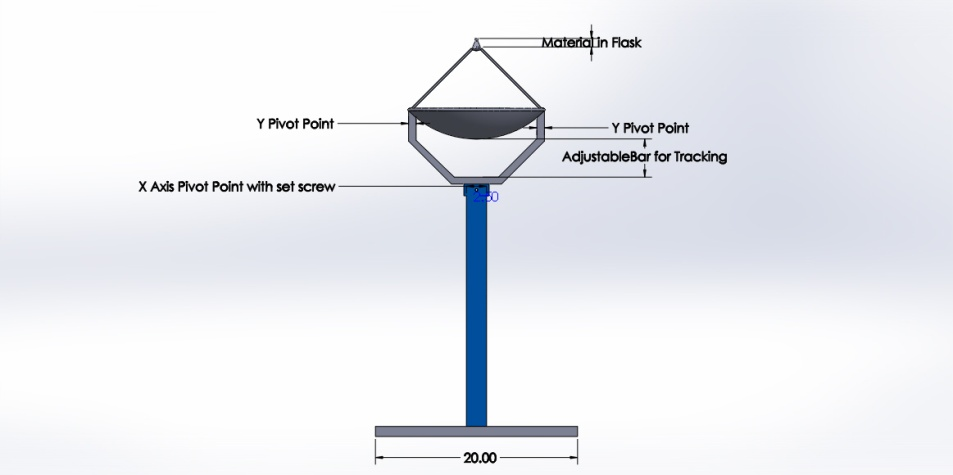 Material in Flask
Y Pivot Point
Y Pivot Point
AdjustableBar for Tracking
X Axis Pivot Point with set screw
20.00